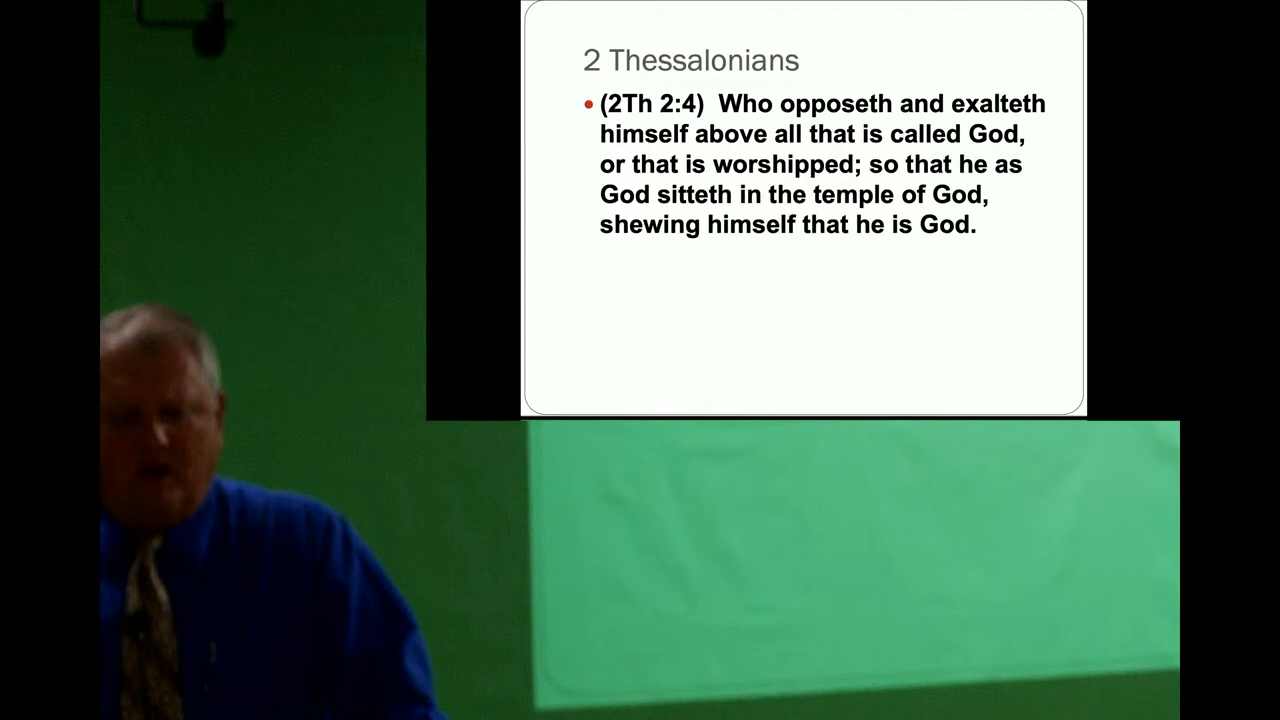 2 Thessalonians
• (2Th 2:4) Who opposeth and exalteth
himself above all that is called God,
or that is worshipped; so that he as
God sitteth in the temple of God,
shewing himself that he is God.